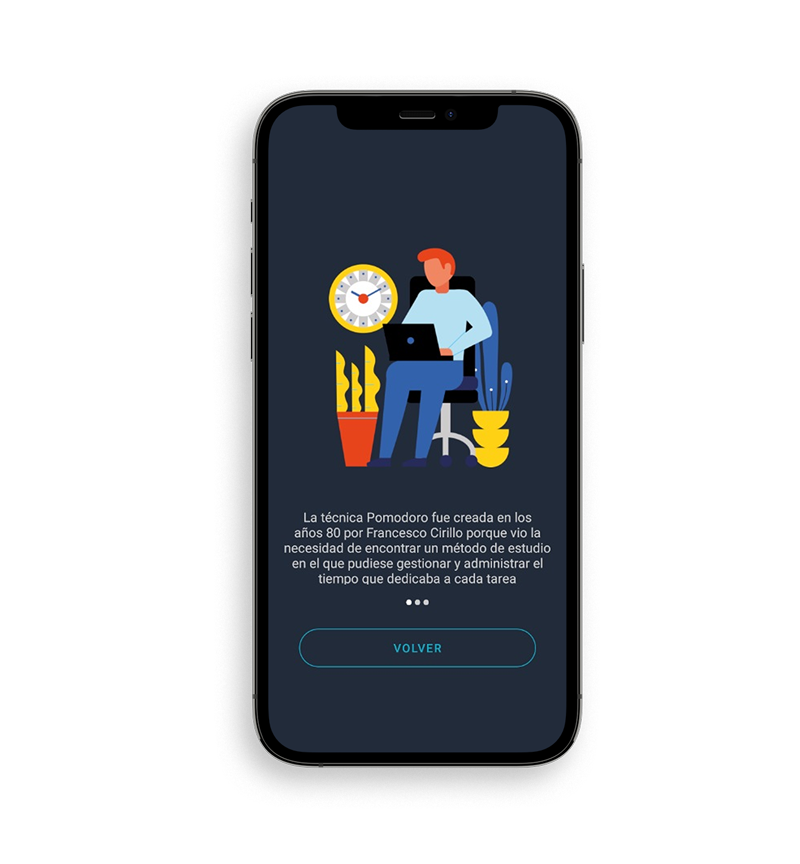 La técnica Pomodoro fue creada en los
años 80 por Francesco Cirillo porque vio la
necesidad de encontrar un método de estudio
en el que pudiese gestionar y administrar el
tiempo que dedicaba a cada tarea
VOLVER